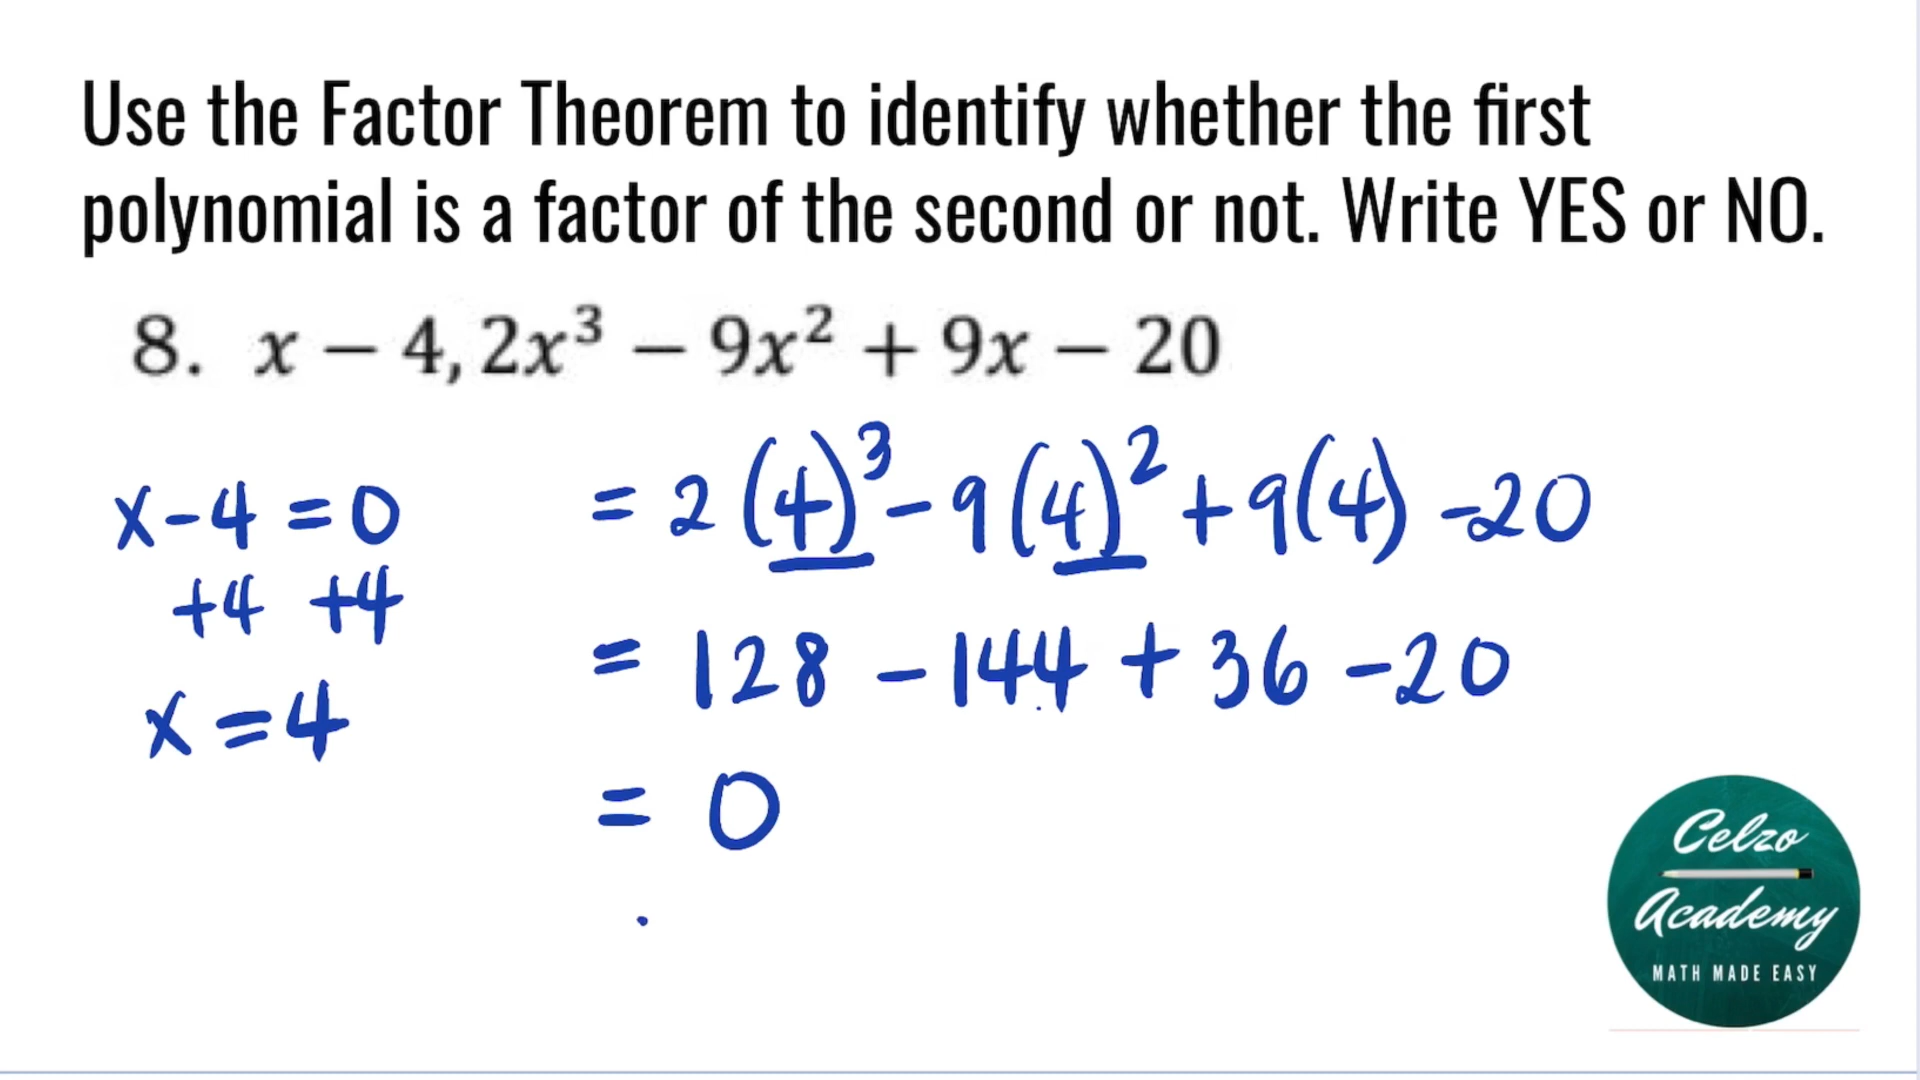 Use the Factor Theorem to identify whether the first
polynomial is a factor of the second or not. Write YES or NO.
8. x − 4, 2x³ − 9x² + 9x − 20
x-4=0
+4 +4
x=4
= 2(4)³-9(4)²+9(4)-20
= 128 -144 + 36 -20
= 0
Celzo
Academy
MATH MADE EASY